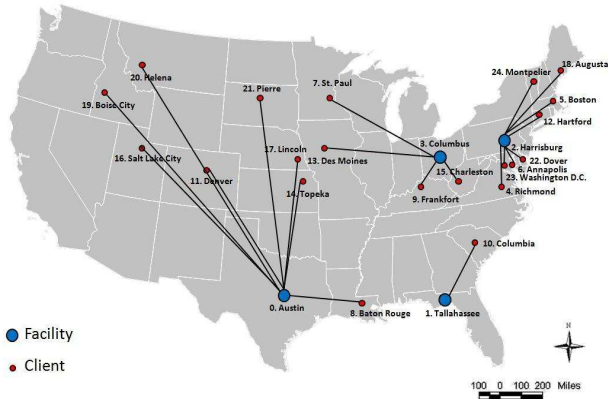 18. Augusta
24. Montpelier
20. Helena
21. Pierre
7. St. Paul
5. Boston
19. Boise City
12. Hartford
3. Columbus
2. Harrisburg
17. Lincoln
16. Salt Lake City
13. Des Moines
22. Dover
15. Charleston
6. Annapolis
11. Denver
23. Washington D.C.
14. Topeka
4. Richmond
9. Frankfort
10. Columbia
0. Austin
8. Baton Rouge
1. Tallahassee
Facility
Client
N
100 0 100 200 Miles